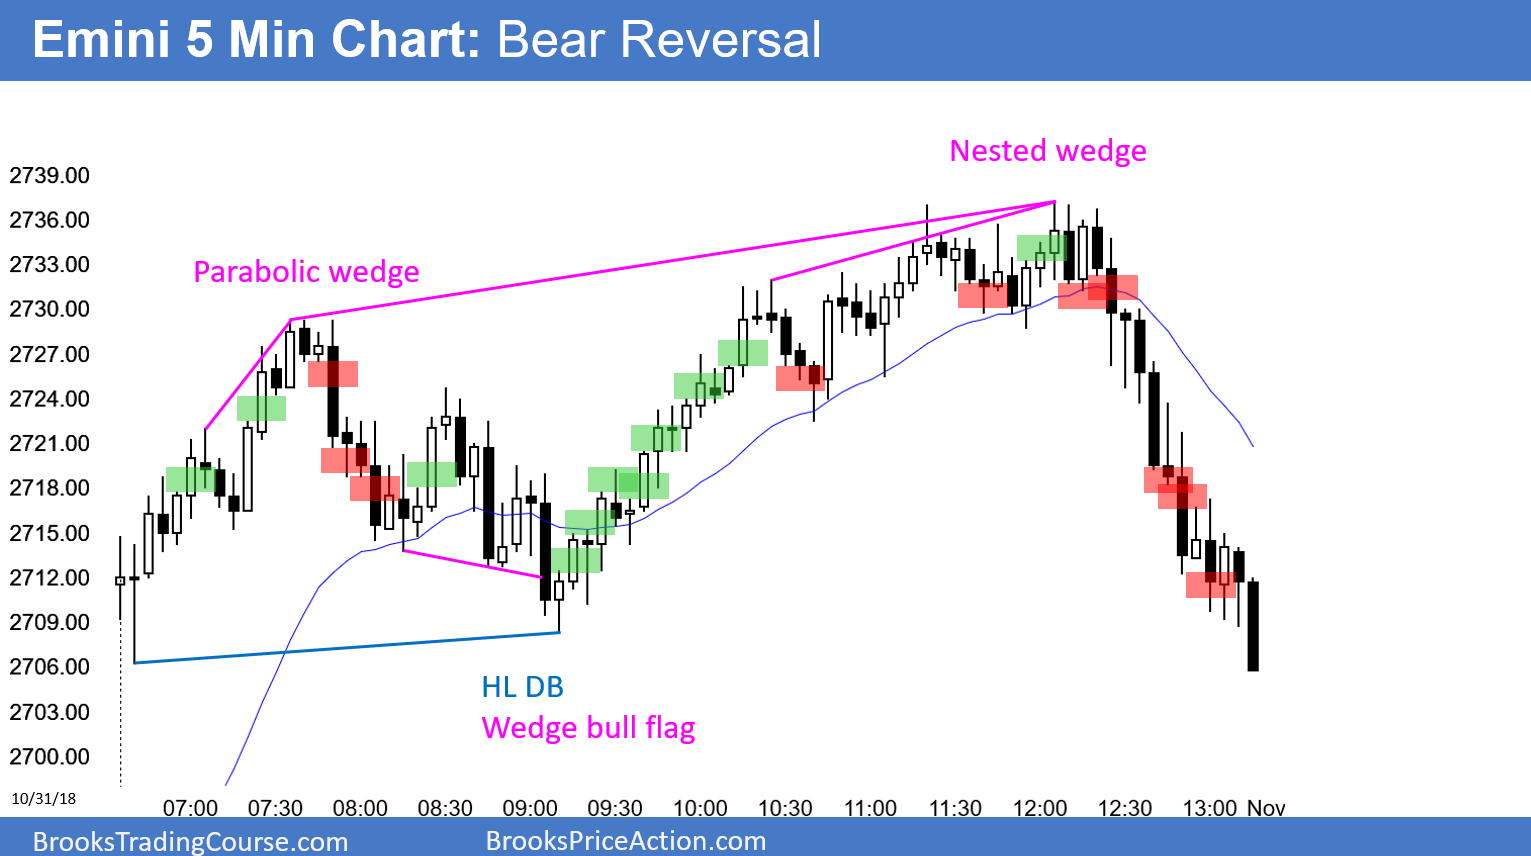 Emini 5 Min Chart: Bear Reversal
Nested wedge
2739.00
2736.00
2733.00
Parabolic wedge
2730.00
2727.00
2724.00
2721.00
2718.00
2715.00
2712.00
2709.00
2706.00
HL DB
2703.00
Wedge bull flag
2700.00
10/31/18
07:00 07:30 08:00 08:30 09:00 09:30 10:00 10:30 11:00 11:30 12:00 12:30 13:00 Nov
BrooksTradingCourse.com BrooksPriceAction.com